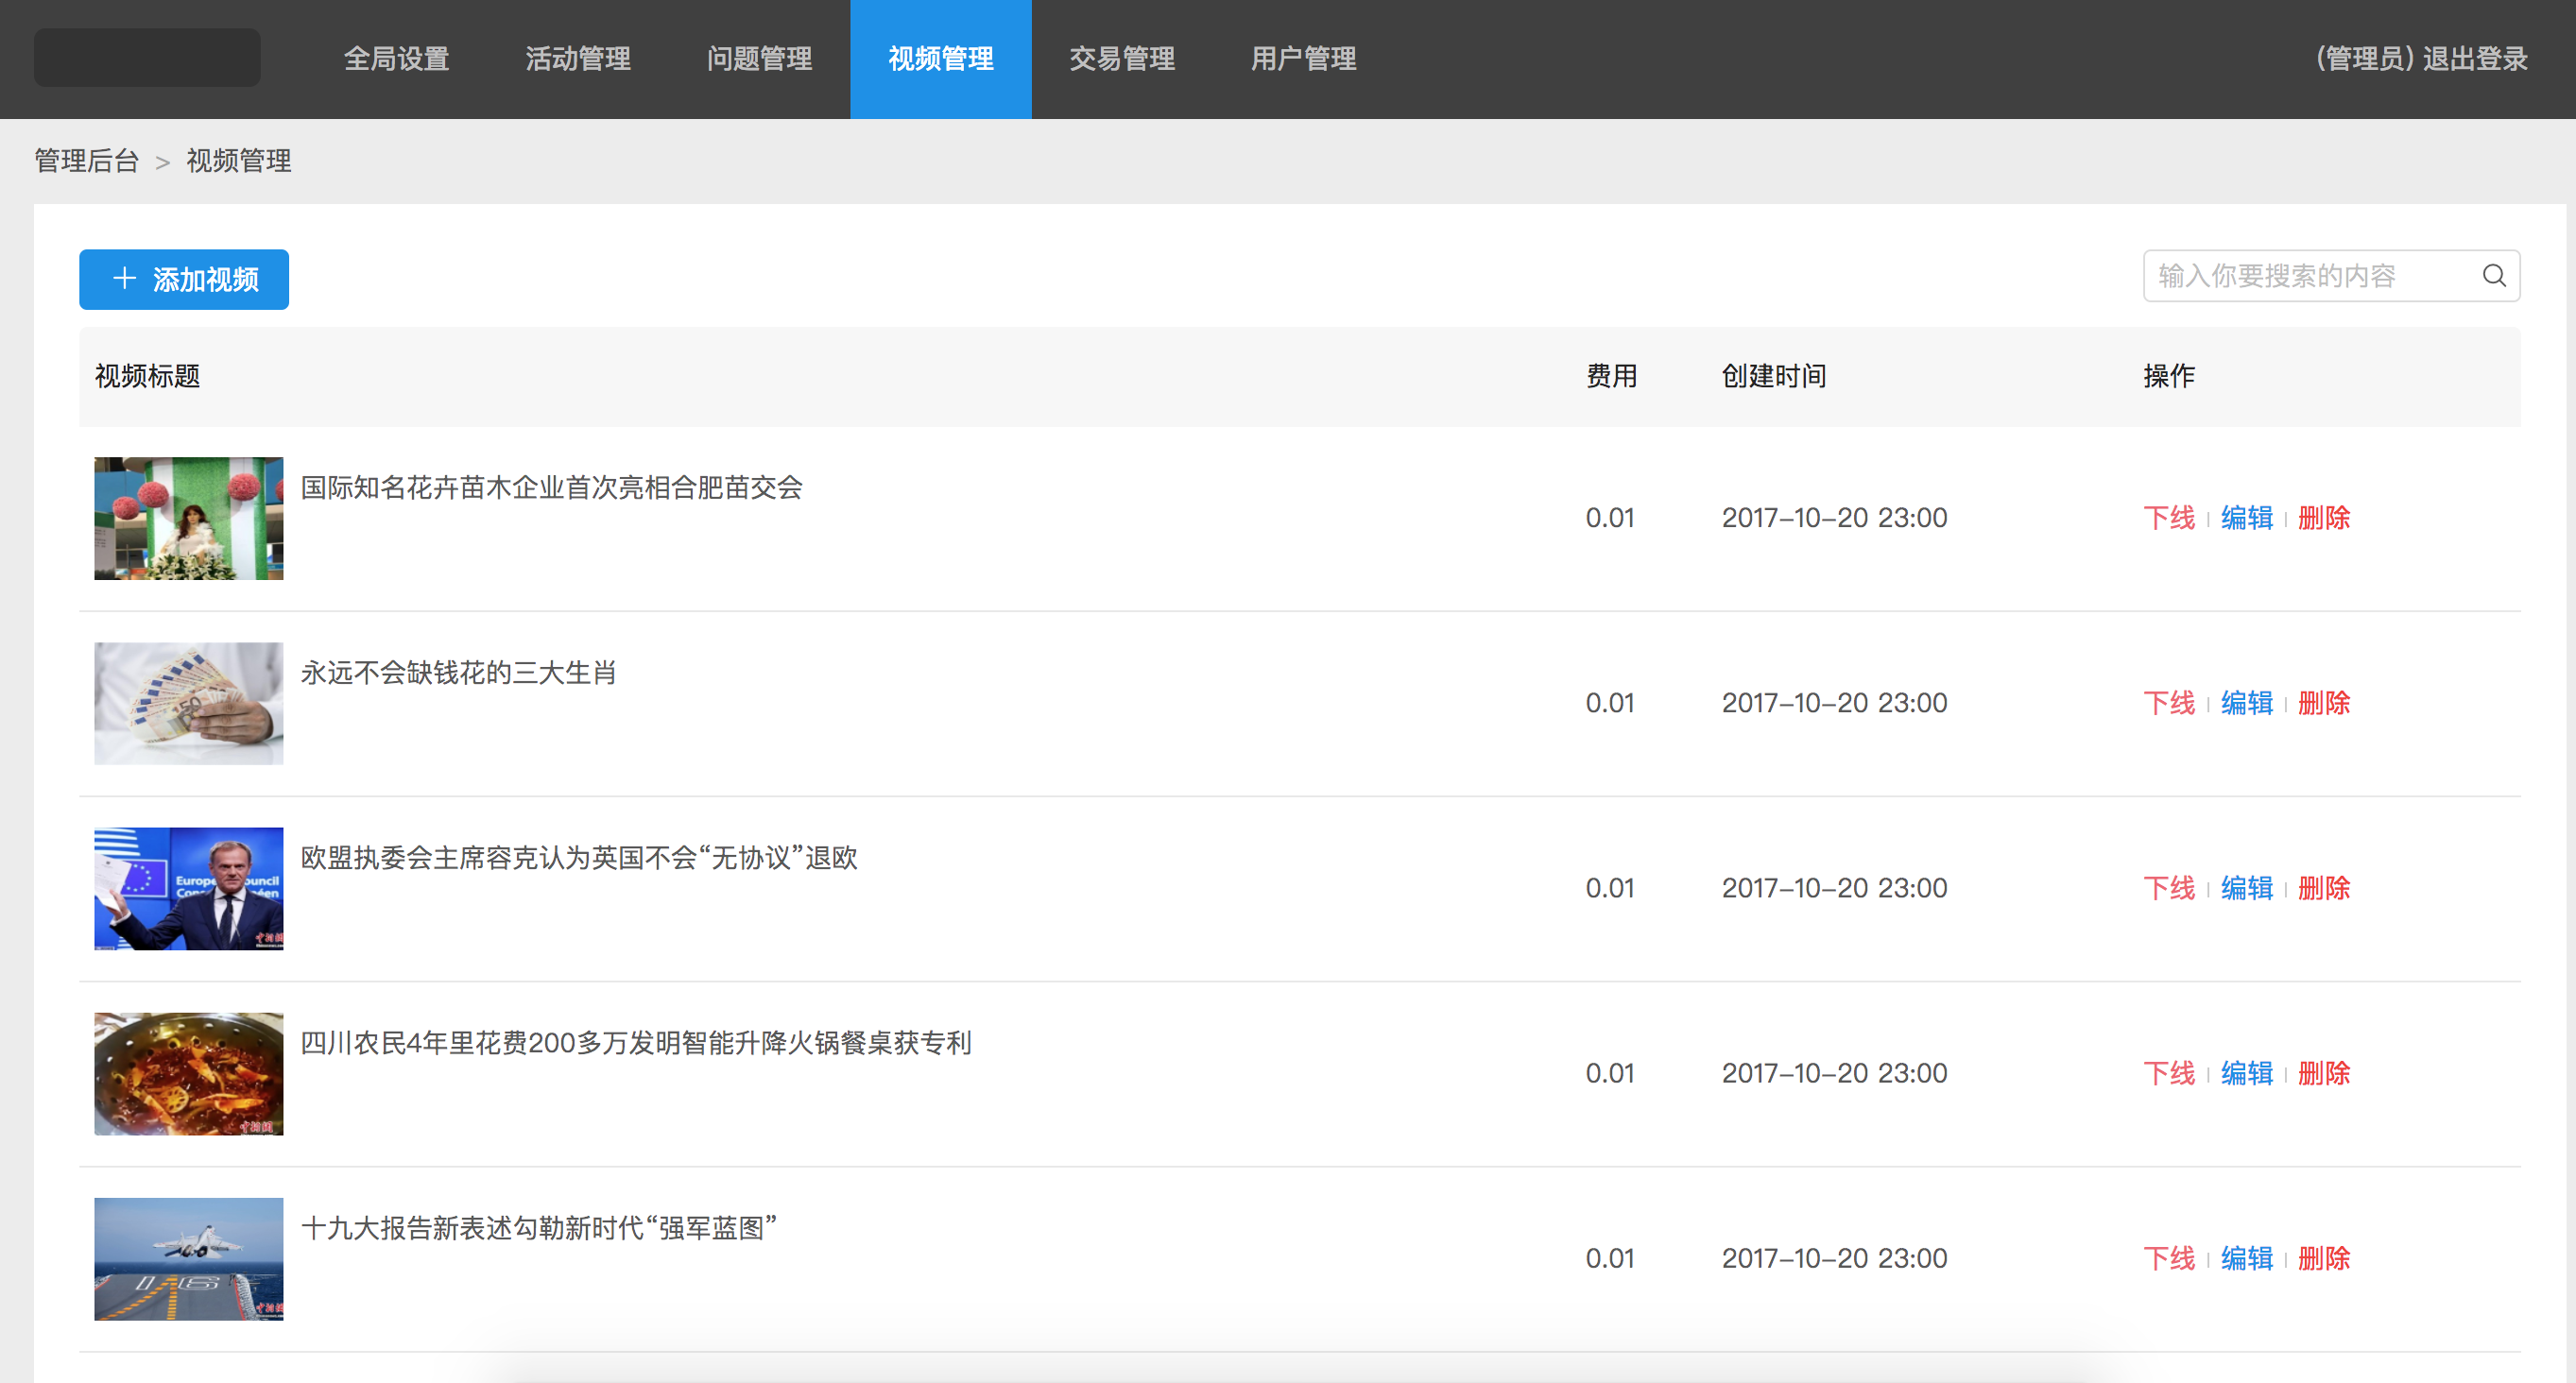 全局设置 活动管理 问题管理 视频管理 交易管理 用户管理 (管理员) 退出登录
管理后台 > 视频管理
+ 添加视频 输入你要搜索的内容
视频标题 费用 创建时间 操作
国际知名花卉苗木企业首次亮相合肥苗交会
0.01 2017-10-20 23:00 下线 编辑 删除
永远不会缺钱花的三大生肖
0.01 2017-10-20 23:00 下线 编辑 删除
欧盟执委会主席容克认为英国不会“无协议”退欧
0.01 2017-10-20 23:00 下线 编辑 删除
四川农民4年里花费200多万发明智能升降火锅餐桌获专利
0.01 2017-10-20 23:00 下线 编辑 删除
十九大报告新表述勾勒新时代“强军蓝图”
16
0.01 2017-10-20 23:00 下线 编辑 删除